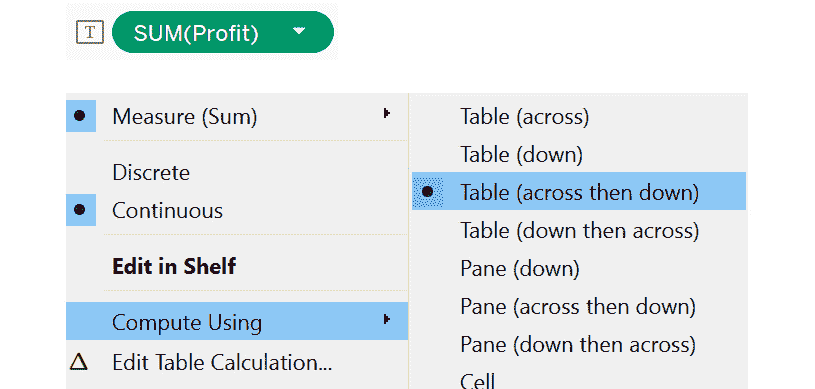 T SUM(Profit)
Measure (Sum)
Discrete
Continuous
Edit in Shelf
Compute Using
Edit Table Calculation...
Table (across)
Table (down)
Table (across then down)
Table (down then across)
Pane (down)
Pane (across then down)
Pane (down then across)
Cell